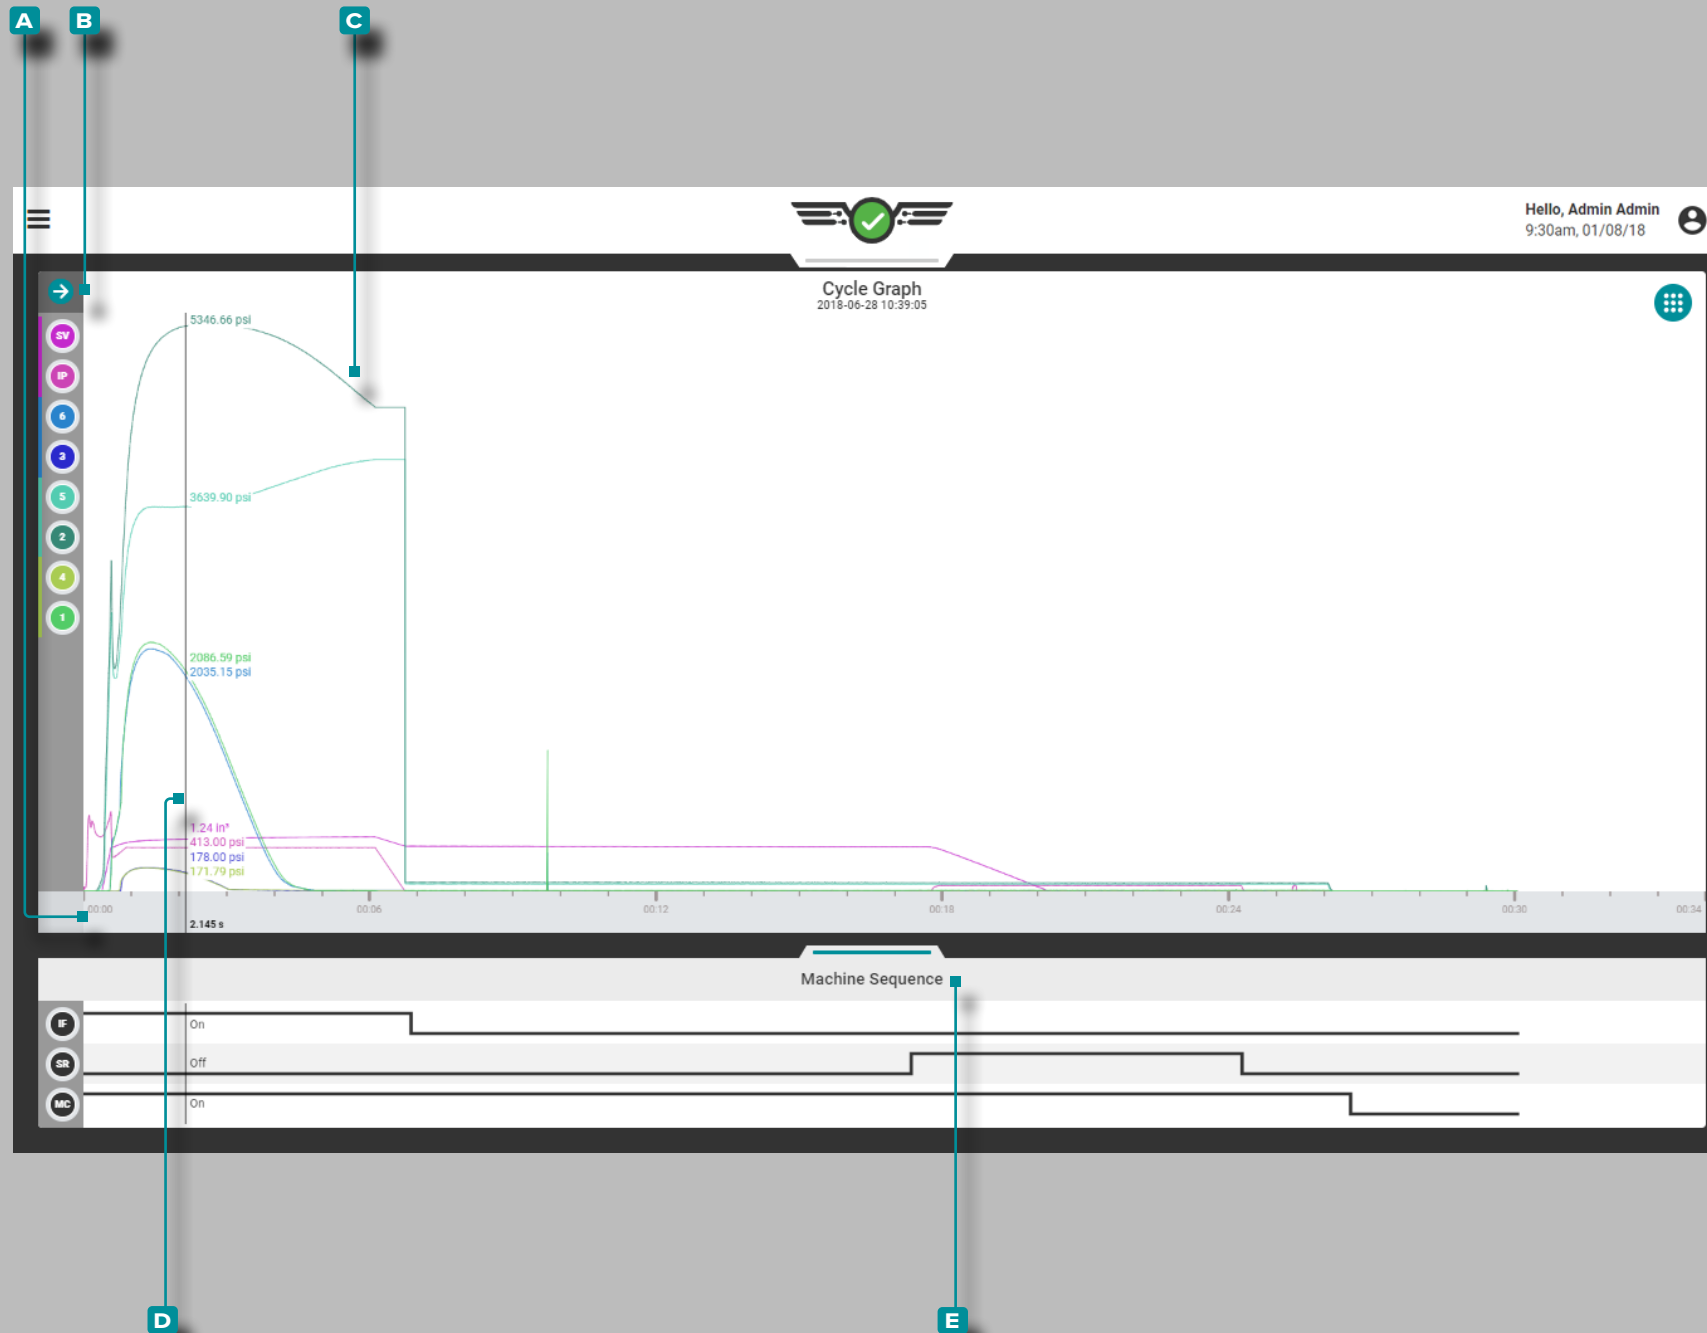 A B C
Hello, Admin Admin
9:30am, 01/08/18
Cycle Graph
2018-06-28 10:39:05
SV
IP
6
3
S
2
4
1
5346.66 psi
3639.90 psi
2086.59 psi
2035.15 psi
1.24 in³
413.00 psi
178.00 psi
171.79 psi
00:00 00:06 00:12 00:18 00:24 00:30 00:34
2.145 s
Machine Sequence
IF On
SR Off
MC On
D E